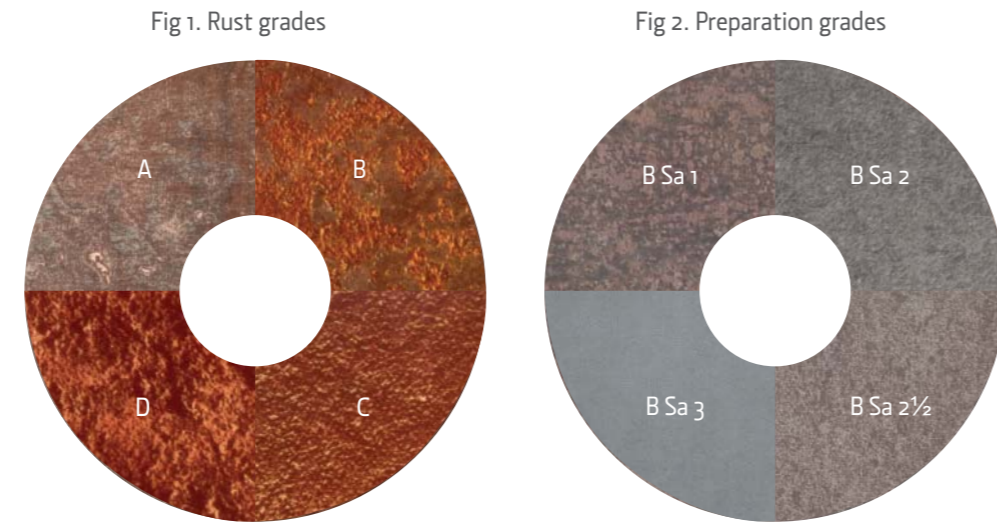 Fig 1. Rust grades
A
B
D
C
Fig 2. Preparation grades
B Sa 1
B Sa 2
B Sa 3
B Sa 2½